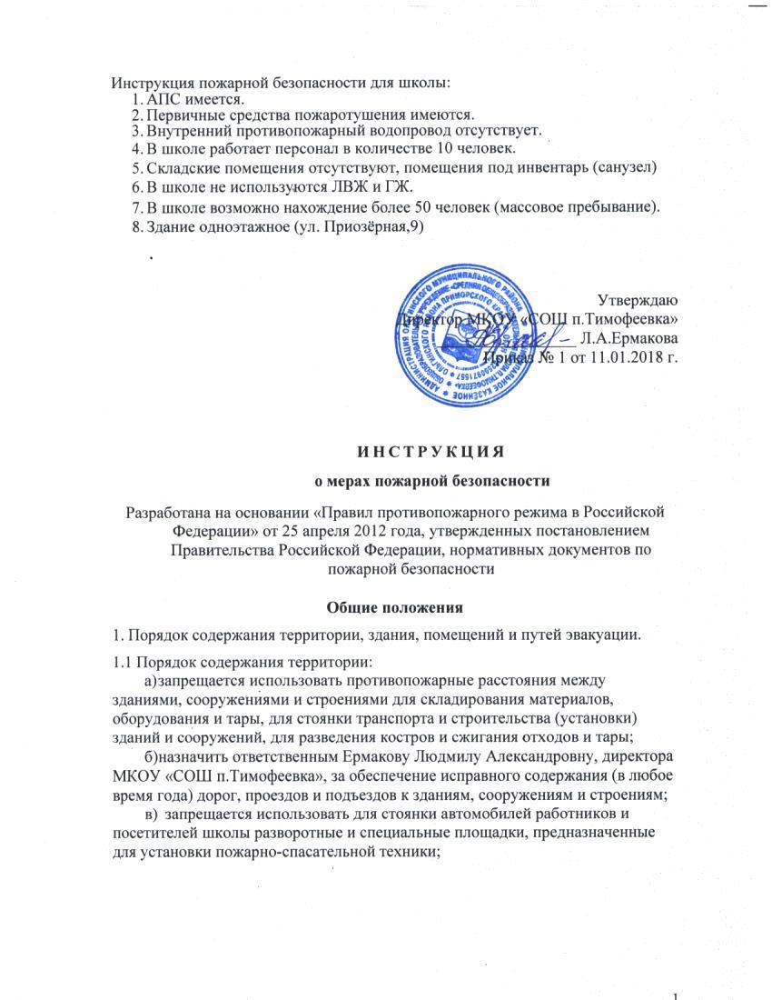 Инструкция пожарной безопасности для школы:
1. АПС имеется.
2. Первичные средства пожаротушения имеются.
3. Внутренний противопожарный водопровод отсутствует.
4. В школе работает персонал в количестве 10 человек.
5. Складские помещения отсутствуют, помещения под инвентарь (санузел)
6. В школе не используются ЛВЖ и ГЖ.
7. В школе возможно нахождение более 50 человек (массовое пребывание).
8. Здание одноэтажное (ул. Приозёрная,9)
Утверждаю
Директор МКОУ «СОШ п.Тимофеевка»
Л.А.Ермакова
Приказ № 1 от 11.01.2018 г.
ИНСТРУКЦИЯ
о мерах пожарной безопасности
Разработана на основании «Правил противопожарного режима в Российской
Федерации» от 25 апреля 2012 года, утвержденных постановлением
Правительства Российской Федерации, нормативных документов по
пожарной безопасности
Общие положения
1. Порядок содержания территории, здания, помещений и путей эвакуации.
1.1 Порядок содержания территории:
а)запрещается использовать противопожарные расстояния между
зданиями, сооружениями и строениями для складирования материалов,
оборудования и тары, для стоянки транспорта и строительства (установки)
зданий и сооружений, для разведения костров и сжигания отходов и тары;
б)назначить ответственным Ермакову Людмилу Александровну, директора
МКОУ «СОШ п.Тимофеевка», за обеспечение исправного содержания (в любое
время года) дорог, проездов и подъездов к зданиям, сооружениям и строениям;
в) запрещается использовать для стоянки автомобилей работников и
посетителей школы разворотные и специальные площадки, предназначенные
для установки пожарно-спасательной техники;
1